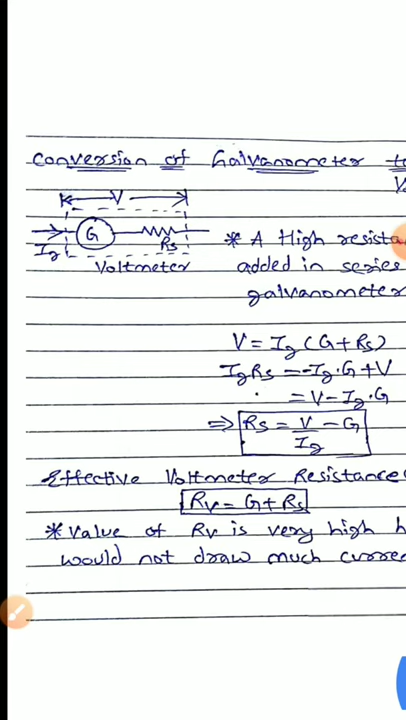 Conversion of Galvanometer to
V
G
Ig
Rs
Voltmeter
* A High resista
added in series
galvanometer
V = Ig (G+Rs)
IgRs = -Ig.G + V
= V - Ig.G
⇒ Rs = V/Ig - G
Effective Voltmeter Resistance
Rv = G + Rs
* Value of Rv is very high h
would not draw much curre